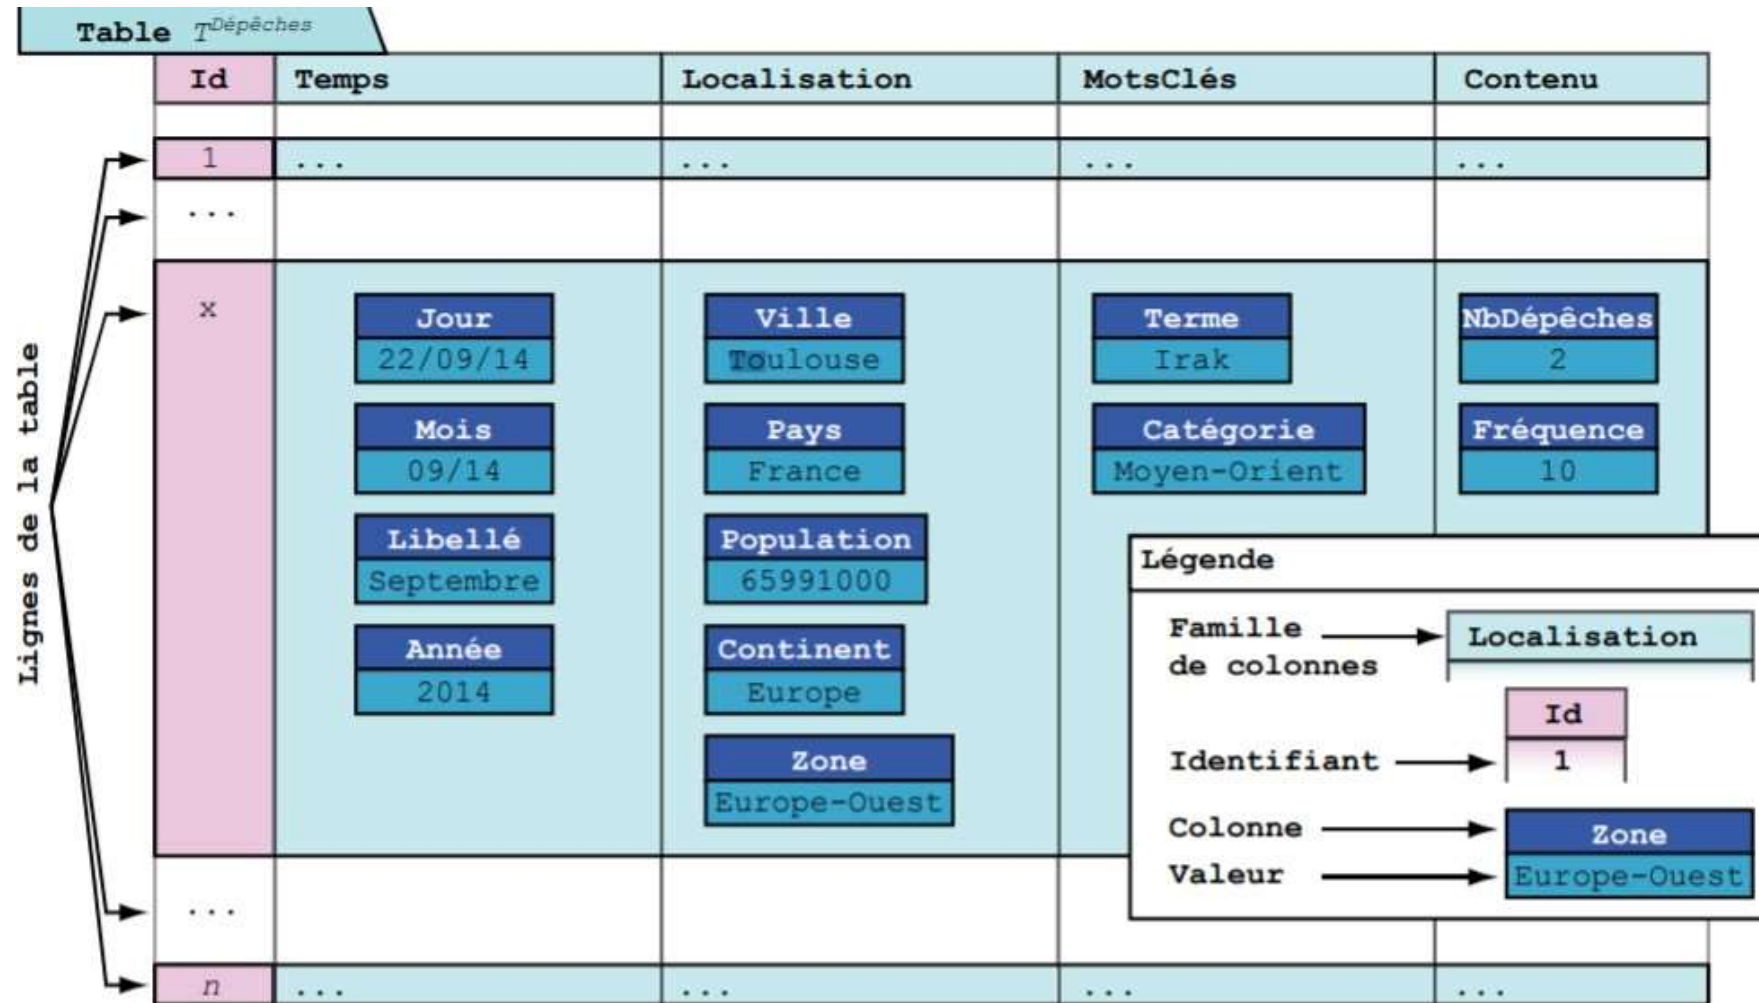 Table T^Dépêches
Id Temps Localisation MotsClés Contenu
1 ... ... ... ...
...
x
Jour
22/09/14
Mois
09/14
Libellé
Septembre
Année
2014
Ville
Toulouse
Pays
France
Population
65991000
Continent
Europe
Zone
Europe-Ouest
Terme
Irak
Catégorie
Moyen-Orient
NbDépêches
2
Fréquence
10
...
n ... ... ... ...
Lignes de la table
Légende
Famille
de colonnes
Localisation
Id
Identifiant
1
Colonne
Zone
Valeur
Europe-Ouest